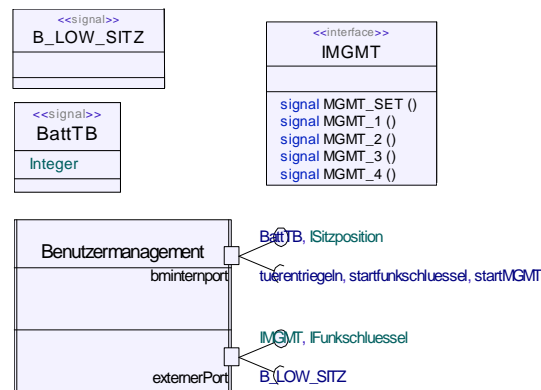 <<signal>>
B_LOW_SITZ
<<signal>>
BattTB
Integer
<<interface>>
IMGMT
signal MGMT_SET ()
signal MGMT_1 ()
signal MGMT_2 ()
signal MGMT_3 ()
signal MGMT_4 ()
Benutzermanagement
bminternport
BattTB, ISitzposition
tuerentriegeln, startfunkschluessel, startMGMT
externerPort
IMGMT, IFunkschluessel
B_LOW_SITZ